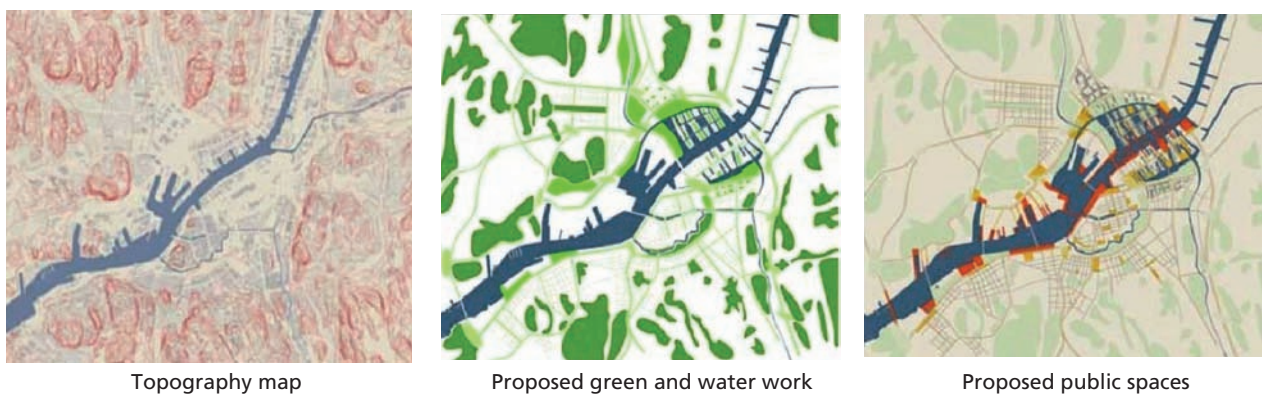 Topography map
Proposed green and water work
Proposed public spaces